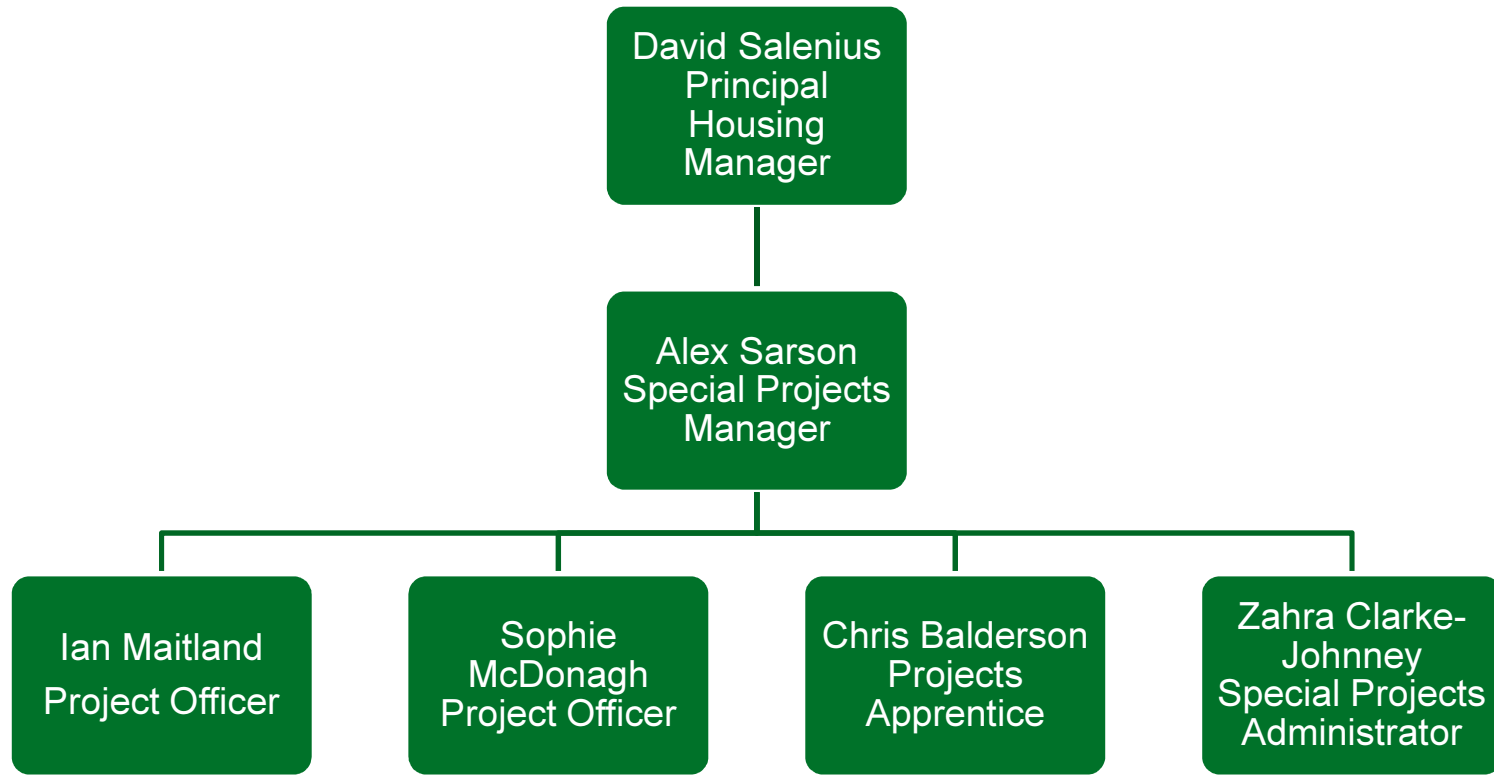 David Salenius
Principal
Housing
Manager
Alex Sarson
Special Projects
Manager
Ian Maitland
Project Officer
Sophie
McDonagh
Project Officer
Chris Balderson
Projects
Apprentice
Zahra Clarke-
Johnney
Special Projects
Administrator